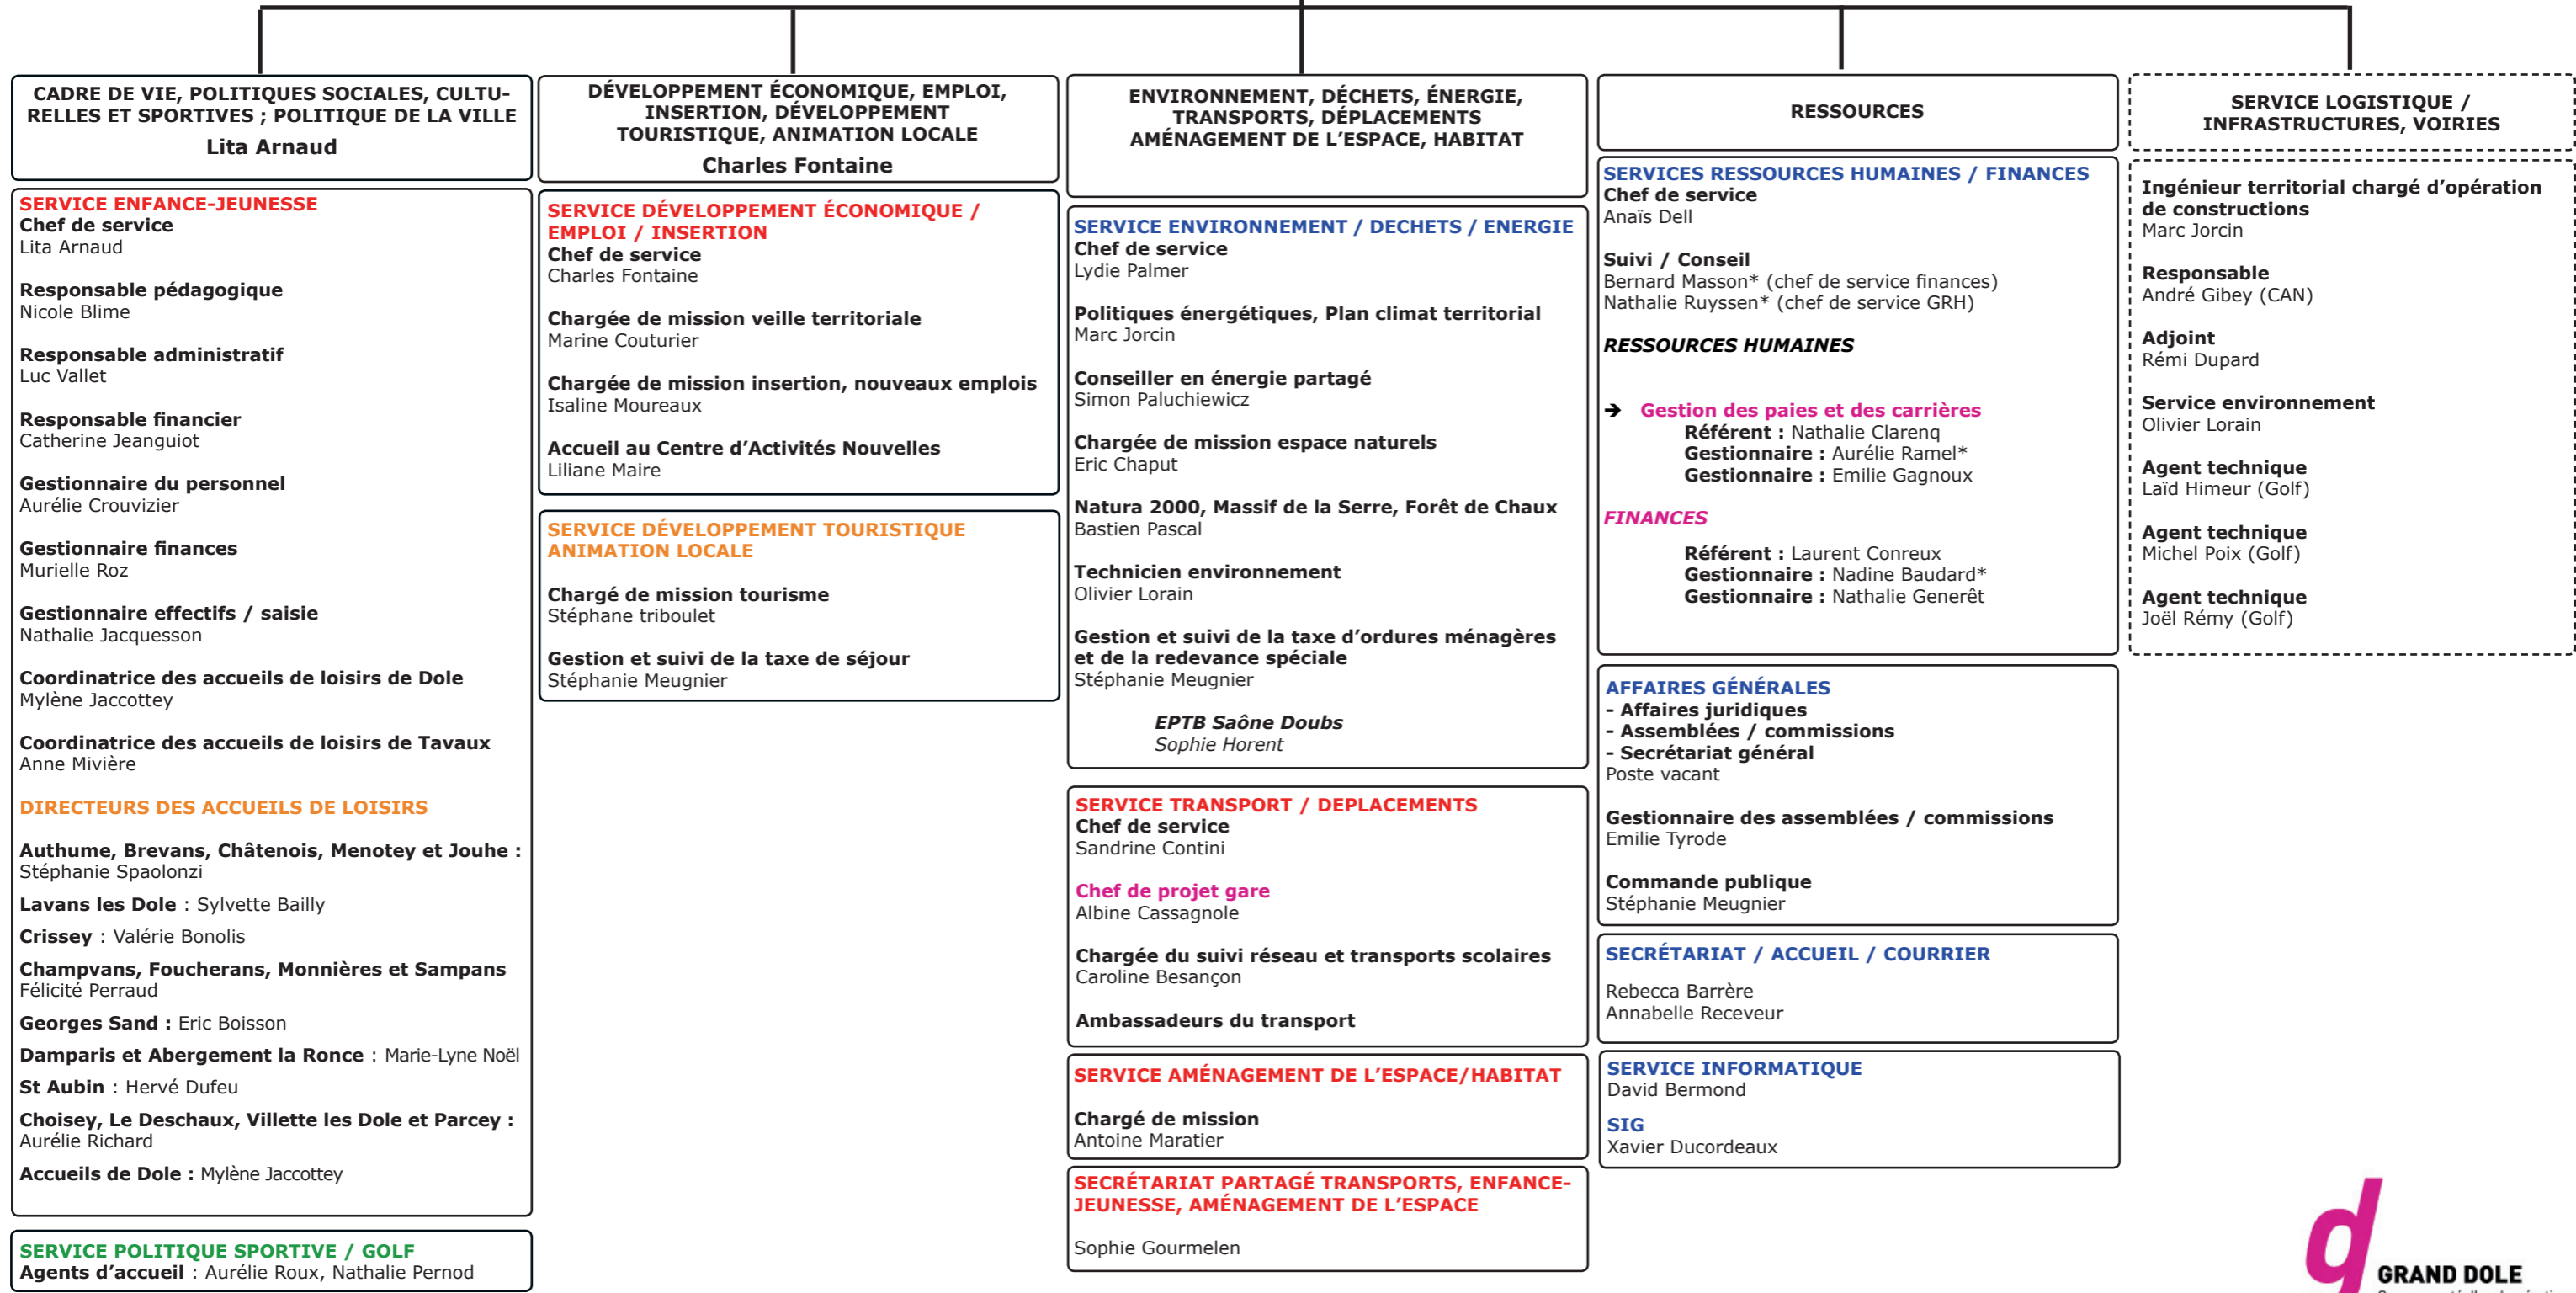 CADRE DE VIE, POLITIQUES SOCIALES, CULTU-
RELLES ET SPORTIVES ; POLITIQUE DE LA VILLE
Lita Arnaud
SERVICE ENFANCE-JEUNESSE
Chef de service
Lita Arnaud
Responsable pédagogique
Nicole Blime
Responsable administratif
Luc Vallet
Responsable financier
Catherine Jeanguiot
Gestionnaire du personnel
Aurélie Crouvizier
Gestionnaire finances
Murielle Roz
Gestionnaire effectifs / saisie
Nathalie Jacquesson
Coordinatrice des accueils de loisirs de Dole
Mylène Jaccottey
Coordinatrice des accueils de loisirs de Tavaux
Anne Mivière
DIRECTEURS DES ACCUEILS DE LOISIRS
Authume, Brevans, Châtenois, Menotey et Jouhe :
Stéphanie Spaolonzi
Lavans les Dole : Sylvette Bailly
Crissey : Valérie Bonolis
Champvans, Foucherans, Monnières et Sampans
Félicité Perraud
Georges Sand : Eric Boisson
Damparis et Abergement la Ronce : Marie-Lyne Noël
St Aubin : Hervé Dufeu
Choisey, Le Deschaux, Villette les Dole et Parcey :
Aurélie Richard
Accueils de Dole : Mylène Jaccottey
SERVICE POLITIQUE SPORTIVE / GOLF
Agents d'accueil : Aurélie Roux, Nathalie Pernod
DÉVELOPPEMENT ÉCONOMIQUE, EMPLOI,
INSERTION, DÉVELOPPEMENT
TOURISTIQUE, ANIMATION LOCALE
Charles Fontaine
SERVICE DÉVELOPPEMENT ÉCONOMIQUE /
EMPLOI / INSERTION
Chef de service
Charles Fontaine
Chargée de mission veille territoriale
Marine Couturier
Chargée de mission insertion, nouveaux emplois
Isaline Moureaux
Accueil au Centre d'Activités Nouvelles
Liliane Maire
SERVICE DÉVELOPPEMENT TOURISTIQUE
ANIMATION LOCALE
Chargé de mission tourisme
Stéphane triboulet
Gestion et suivi de la taxe de séjour
Stéphanie Meugnier
ENVIRONNEMENT, DÉCHETS, ÉNERGIE,
TRANSPORTS, DÉPLACEMENTS
AMÉNAGEMENT DE L'ESPACE, HABITAT
SERVICE ENVIRONNEMENT / DECHETS / ENERGIE
Chef de service
Lydie Palmer
Politiques énergétiques, Plan climat territorial
Marc Jorcin
Conseiller en énergie partagé
Simon Paluchiewicz
Chargée de mission espace naturels
Eric Chaput
Natura 2000, Massif de la Serre, Forêt de Chaux
Bastien Pascal
Technicien environnement
Olivier Lorain
Gestion et suivi de la taxe d'ordures ménagères
et de la redevance spéciale
Stéphanie Meugnier
EPTB Saône Doubs
Sophie Horent
SERVICE TRANSPORT / DEPLACEMENTS
Chef de service
Sandrine Contini
Chef de projet gare
Albine Cassagnole
Chargée du suivi réseau et transports scolaires
Caroline Besançon
Ambassadeurs du transport
SERVICE AMÉNAGEMENT DE L'ESPACE/HABITAT
Chargé de mission
Antoine Maratier
SECRÉTARIAT PARTAGÉ TRANSPORTS, ENFANCE-
JEUNESSE, AMÉNAGEMENT DE L'ESPACE
Sophie Gourmelen
RESSOURCES
SERVICES RESSOURCES HUMAINES / FINANCES
Chef de service
Anaïs Dell
Suivi / Conseil
Bernard Masson* (chef de service finances)
Nathalie Ruyssen* (chef de service GRH)
RESSOURCES HUMAINES
➔ Gestion des paies et des carrières
Référent : Nathalie Clarenq
Gestionnaire : Aurélie Ramel*
Gestionnaire : Emilie Gagnoux
FINANCES
Référent : Laurent Conreux
Gestionnaire : Nadine Baudard*
Gestionnaire : Nathalie Generêt
AFFAIRES GÉNÉRALES
- Affaires juridiques
- Assemblées / commissions
- Secrétariat général
Poste vacant
Gestionnaire des assemblées / commissions
Emilie Tyrode
Commande publique
Stéphanie Meugnier
SECRÉTARIAT / ACCUEIL / COURRIER
Rebecca Barrère
Annabelle Receveur
SERVICE INFORMATIQUE
David Bermond
SIG
Xavier Ducordeaux
SERVICE LOGISTIQUE /
INFRASTRUCTURES, VOIRIES
Ingénieur territorial chargé d'opération
de constructions
Marc Jorcin
Responsable
André Gibey (CAN)
Adjoint
Rémi Dupard
Service environnement
Olivier Lorain
Agent technique
Laïd Himeur (Golf)
Agent technique
Michel Poix (Golf)
Agent technique
Joël Rémy (Golf)
d
GRAND DOLE